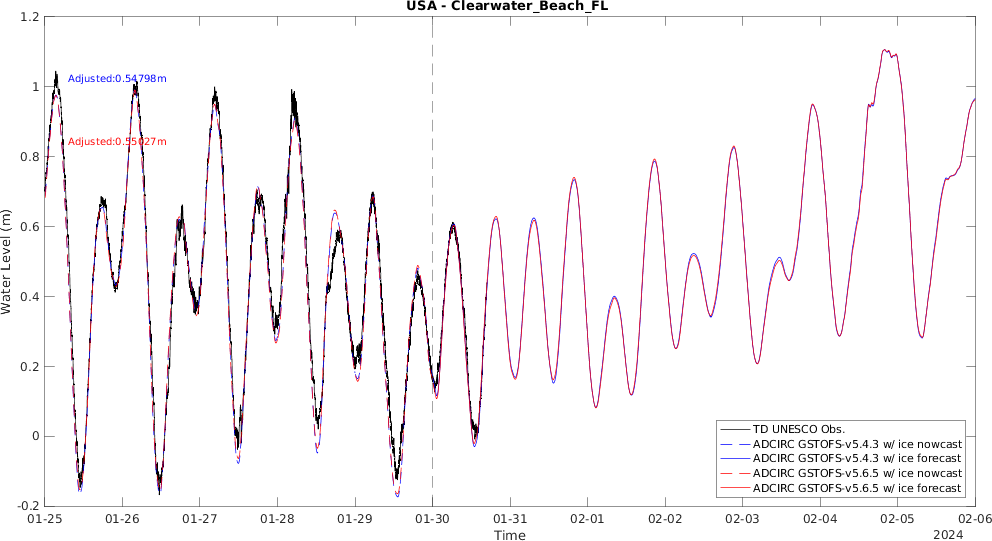 USA - Clearwater_Beach_FL
1.2
1
0.8
0.6
0.4
0.2
0
-0.2
Water Level (m)
Adjusted:0.54798m
Adjusted:0.55027m
TD UNESCO Obs.
ADCIRC GSTOFS-v5.4.3 w/ ice nowcast
ADCIRC GSTOFS-v5.4.3 w/ ice forecast
ADCIRC GSTOFS-v5.6.5 w/ ice nowcast
ADCIRC GSTOFS-v5.6.5 w/ ice forecast
01-25 01-26 01-27 01-28 01-29 01-30 01-31 02-01 02-02 02-03 02-04 02-05 02-06
Time
2024